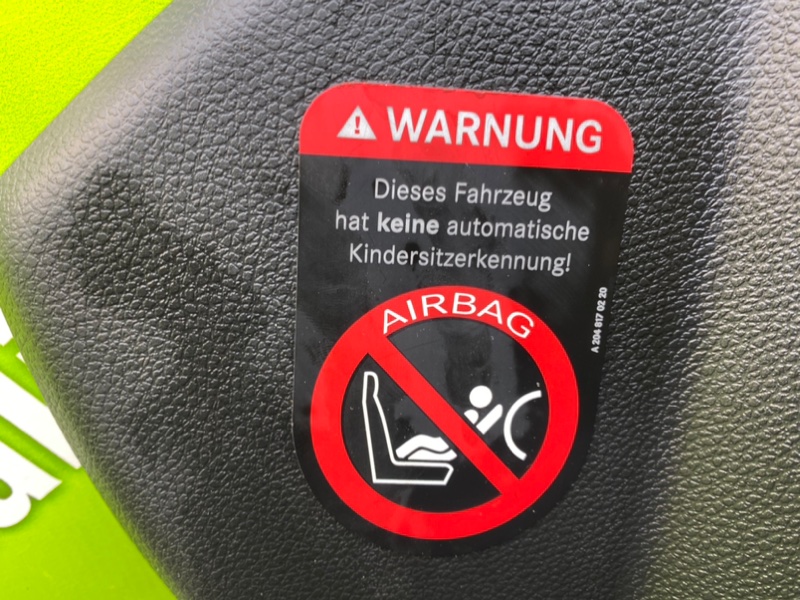 WARNUNG
Dieses Fahrzeug
hat keine automatische
Kindersitzerkennung!
AIRBAG
A 204 817 02 20